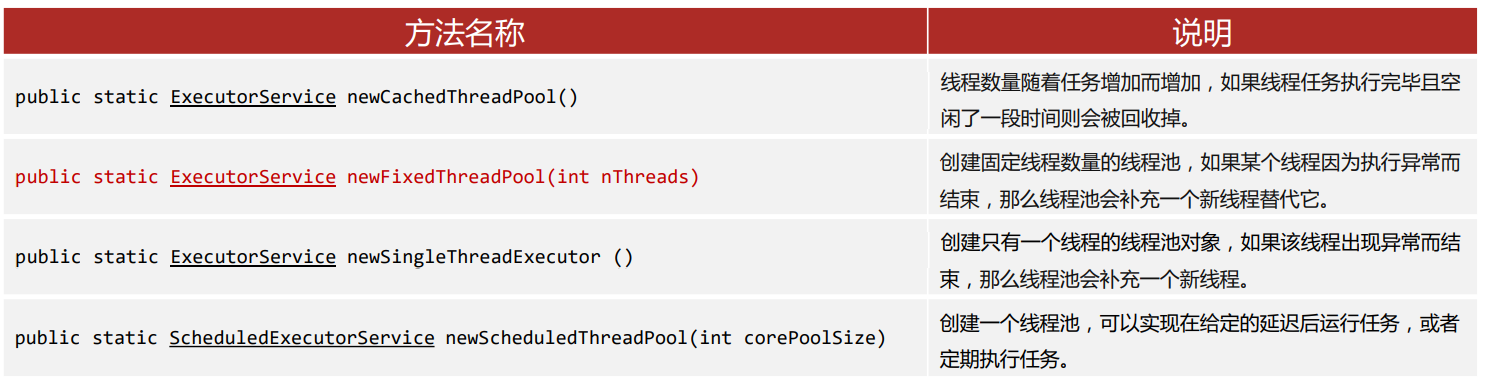 方法名称
说明
public static ExecutorService newCachedThreadPool()
线程数量随着任务增加而增加，如果线程任务执行完毕且空
闲了一段时间则会被回收掉。
public static ExecutorService newFixedThreadPool(int nThreads)
创建固定线程数量的线程池，如果某个线程因为执行异常而
结束，那么线程池会补充一个新线程替代它。
public static ExecutorService newSingleThreadExecutor ()
创建只有一个线程的线程池对象，如果该线程出现异常而结
束，那么线程池会补充一个新线程。
public static ScheduledExecutorService newScheduledThreadPool(int corePoolSize)
创建一个线程池，可以实现在给定的延迟后运行任务，或者
定期执行任务。